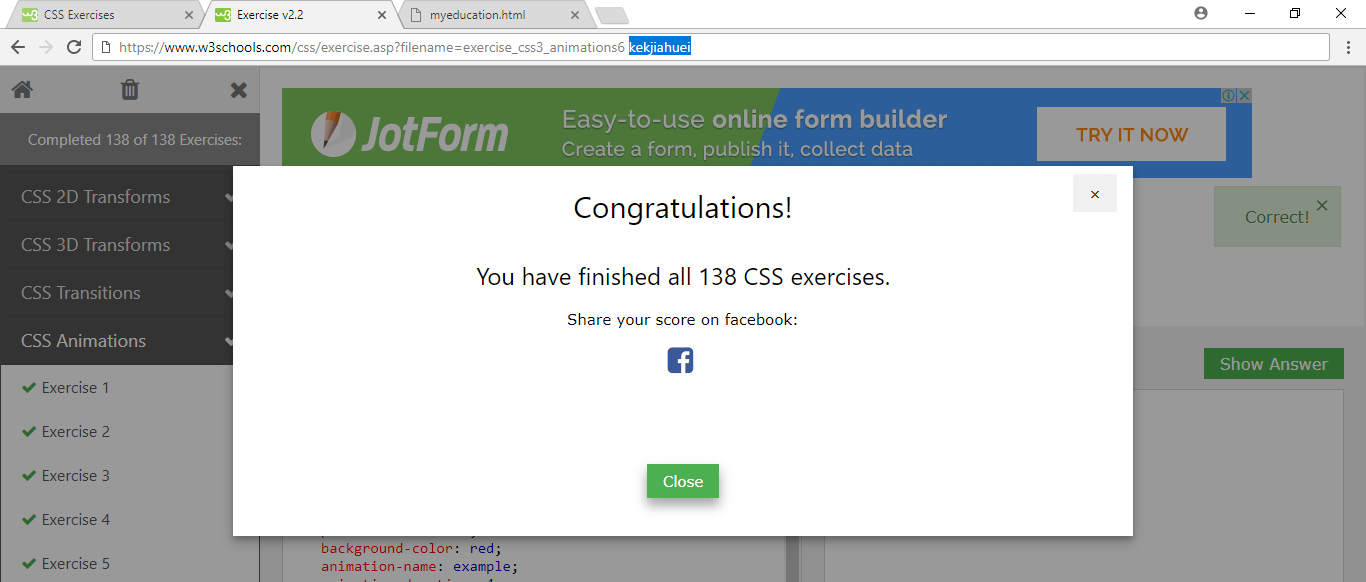 CSS Exercises
Exercise v2.2
myeducation.html
https://www.w3schools.com/css/exercise.asp?filename=exercise_css3_animations6 kekjiahuei
Completed 138 of 138 Exercises:
JotForm
Easy-to-use online form builder
Create a form, publish it, collect data
TRY IT NOW
CSS 2D Transforms
CSS 3D Transforms
CSS Transitions
CSS Animations
Exercise 1
Exercise 2
Exercise 3
Exercise 4
Exercise 5
Correct!
Congratulations!
You have finished all 138 CSS exercises.
Share your score on facebook:
Close
Show Answer
background-color: red;
animation-name: example;